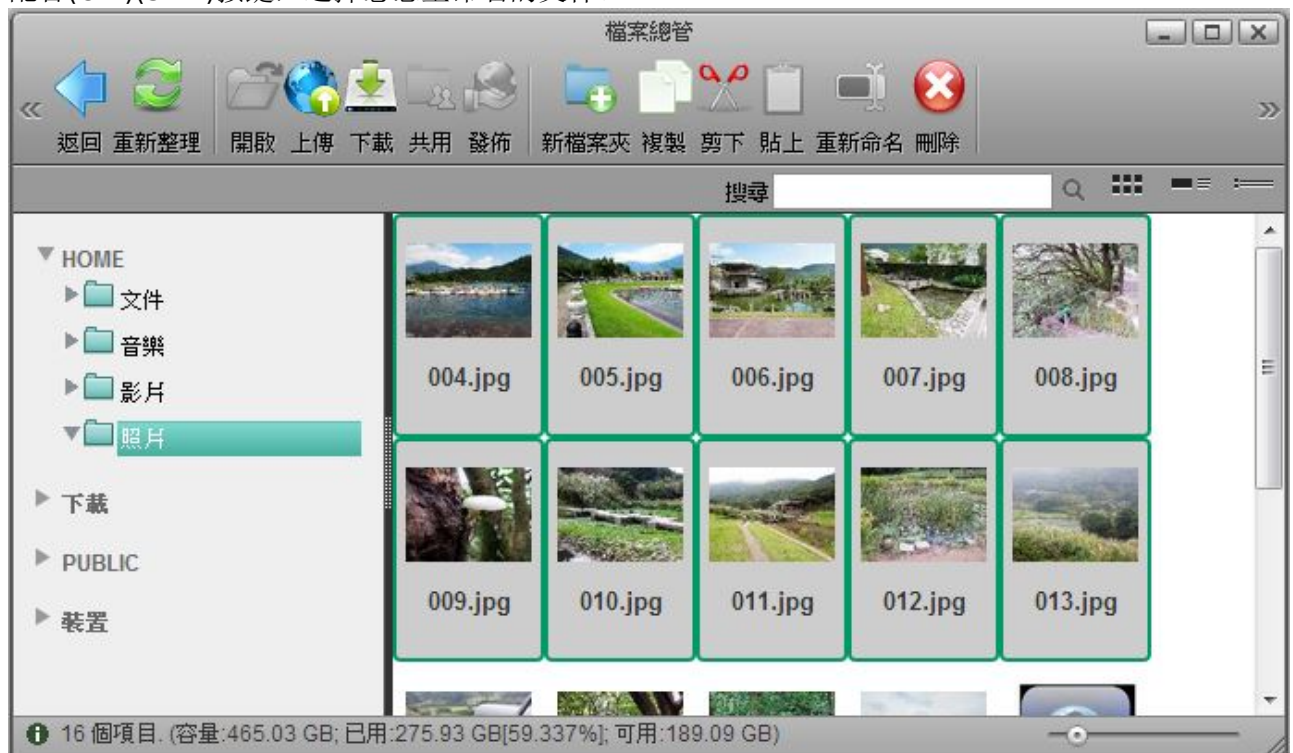 檔案總管
返回 重新整理 開啟 上傳 下載 共用 發佈 新檔案夾 複製 剪下 貼上 重新命名 刪除
搜尋
HOME
文件
音樂
影片
照片
下載
PUBLIC
裝置
004.jpg 005.jpg 006.jpg 007.jpg 008.jpg
009.jpg 010.jpg 011.jpg 012.jpg 013.jpg
16 個項目. (容量:465.03 GB; 已用:275.93 GB[59.337%]; 可用:189.09 GB)